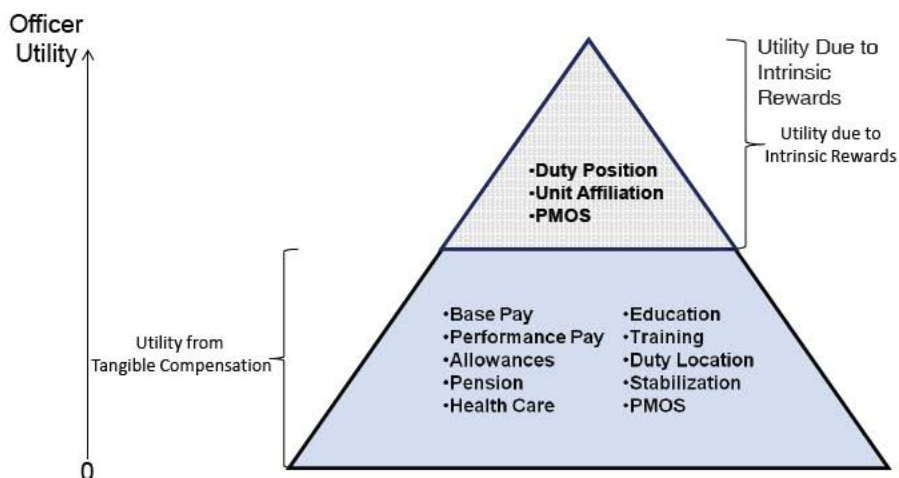 Officer
Utility
Utility Due to
Intrinsic
Rewards
Utility due to
Intrinsic Rewards
•Duty Position
•Unit Affiliation
•PMOS
Utility from
Tangible Compensation
•Base Pay
•Performance Pay
•Allowances
•Pension
•Health Care
•Education
•Training
•Duty Location
•Stabilization
•PMOS
0